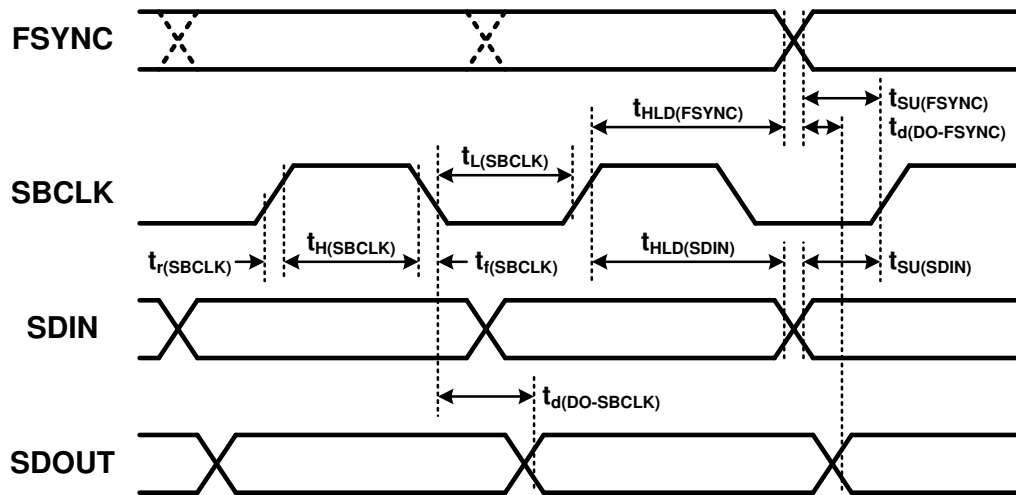 FSYNC
tHLD(FSYNC)
tSU(FSYNC)
td(DO-FSYNC)
tL(SBCLK)
SBCLK
tr(SBCLK)
tH(SBCLK)
tf(SBCLK)
tHLD(SDIN)
tSU(SDIN)
SDIN
td(DO-SBCLK)
SDOUT